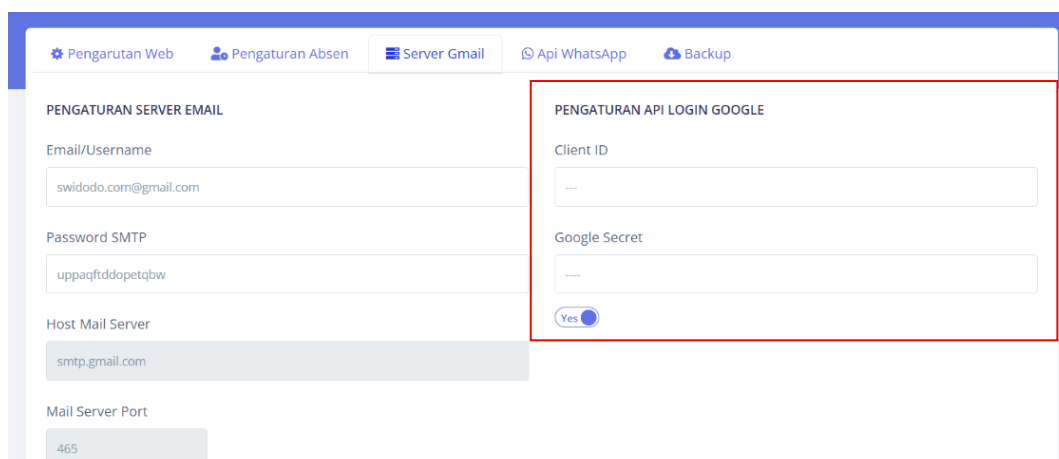 Pengarutan Web
Pengaturan Absen
Server Gmail
Api WhatsApp
Backup
PENGATURAN SERVER EMAIL
Email/Username
swidodo.com@gmail.com
Password SMTP
uppaqftddopetqbw
Host Mail Server
smtp.gmail.com
Mail Server Port
465
PENGATURAN API LOGIN GOOGLE
Client ID
---
Google Secret
----
Yes